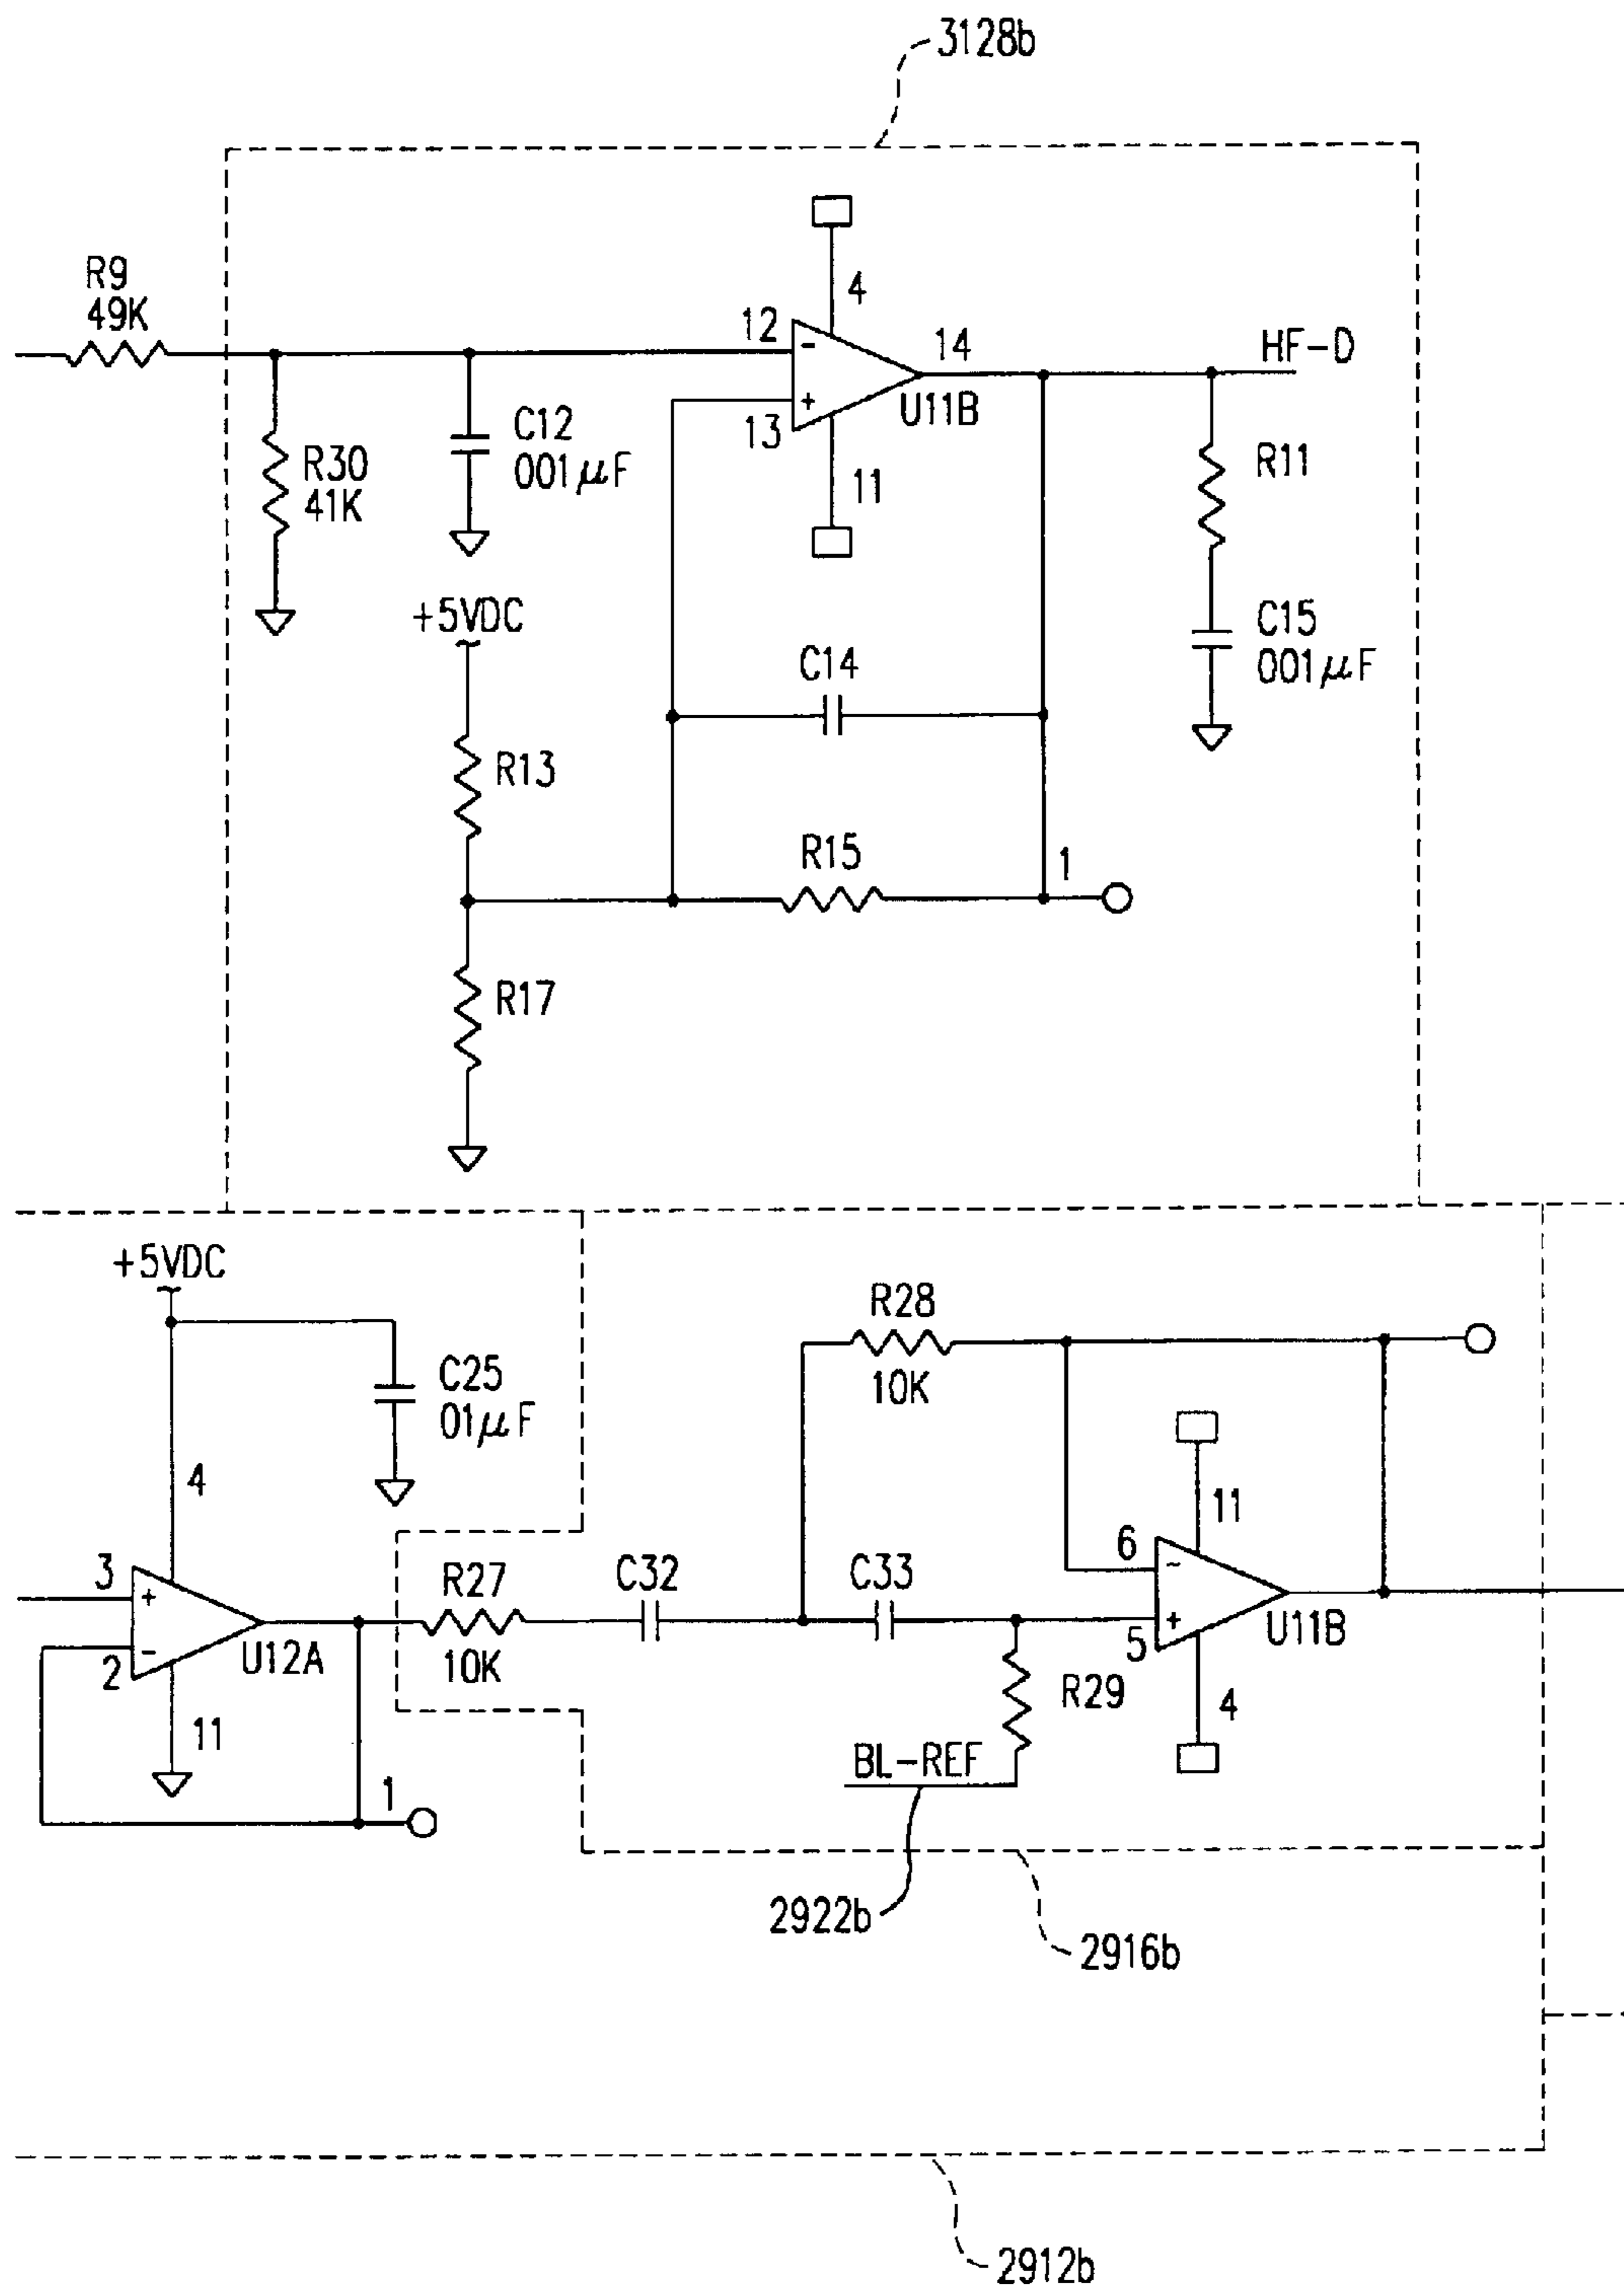 3128b
R9
49K
4
12
-
14
HF-D
+
13
U11B
11
R30
41K
C12
001μF
R11
+5VDC
C14
C15
001μF
R13
R15
1
R17
+5VDC
R28
10K
C25
01μF
4
11
3
+
-
2
U12A
11
1
R27
10K
C32
C33
6
-
+
5
U11B
4
R29
BL-REF
2922b
2916b
2912b